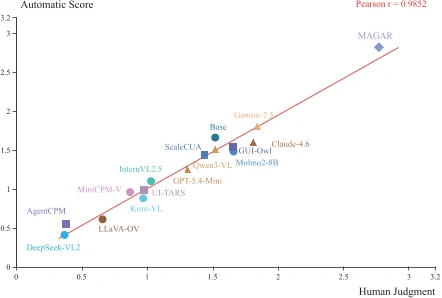 Automatic Score
Pearson r = 0.9852
3.2
3
MAGAR
2.5
2
Gemini-2.5
Base
1.5
ScaleCUA
GUI-Owl
Claude-4.6
Qwen3-VL
Molmo2-8B
InternVL2.5
GPT-5.4-Mini
1
MiniCPM-V
UI-TARS
Kimi-VL
AgentCPM
0.5
LLaVA-OV
DeepSeek-VL2
0
0
0.5
1
1.5
2
2.5
3
3.2
Human Judgment